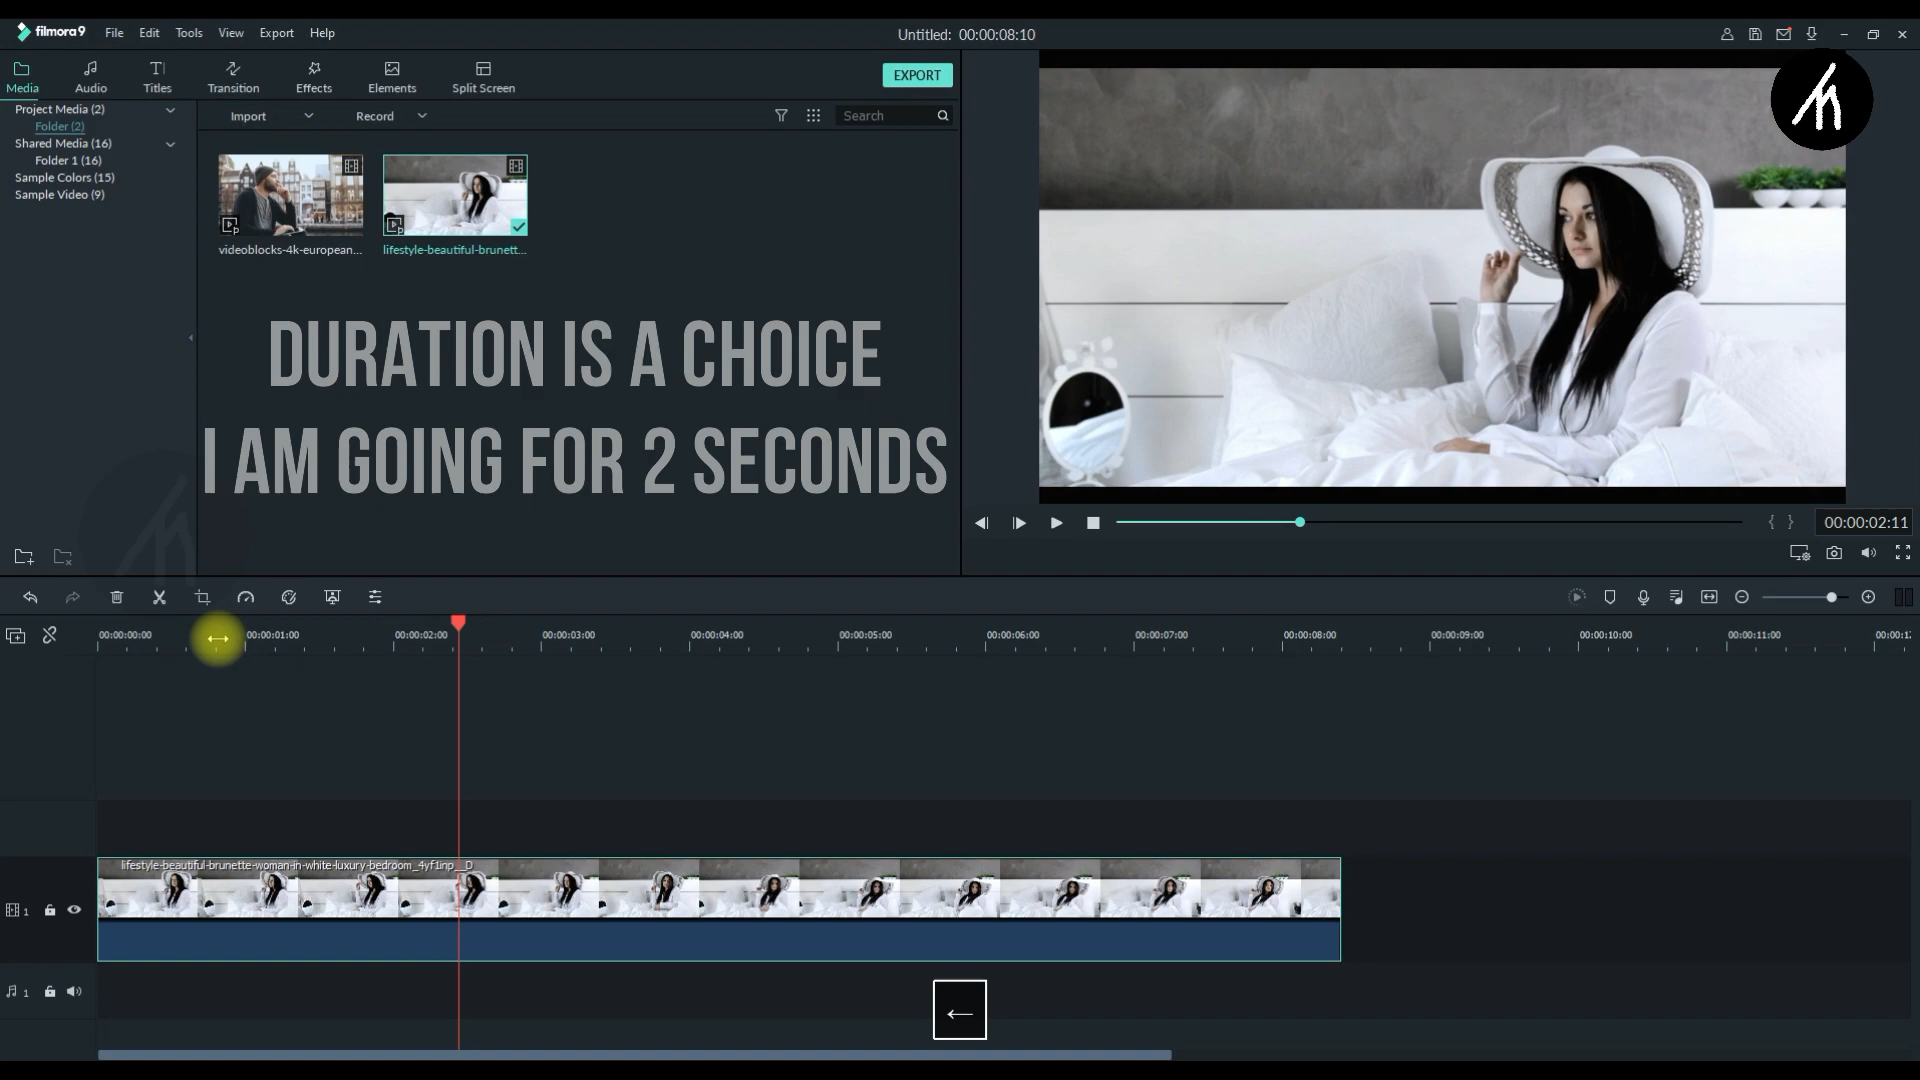 filmora9 File Edit Tools View Export Help
Untitled: 00:00:08:10
Media Audio Titles Transition Effects Elements Split Screen
EXPORT
Project Media (2)
Folder (2)
Shared Media (16)
Folder 1 (16)
Sample Colors (15)
Sample Video (9)
Import Record Search
videoblocks-4k-european...
lifestyle-beautiful-brunett...
DURATION IS A CHOICE
I AM GOING FOR 2 SECONDS
{ } 00:00:02:11
00:00:00:00 00:00:01:00 00:00:02:00 00:00:03:00 00:00:04:00 00:00:05:00 00:00:06:00 00:00:07:00 00:00:08:00 00:00:09:00 00:00:10:00 00:00:11:00 00:00:12
lifestyle-beautiful-brunette-woman-in-white-luxury-bedroom_4yf1inp__D
1
1
←